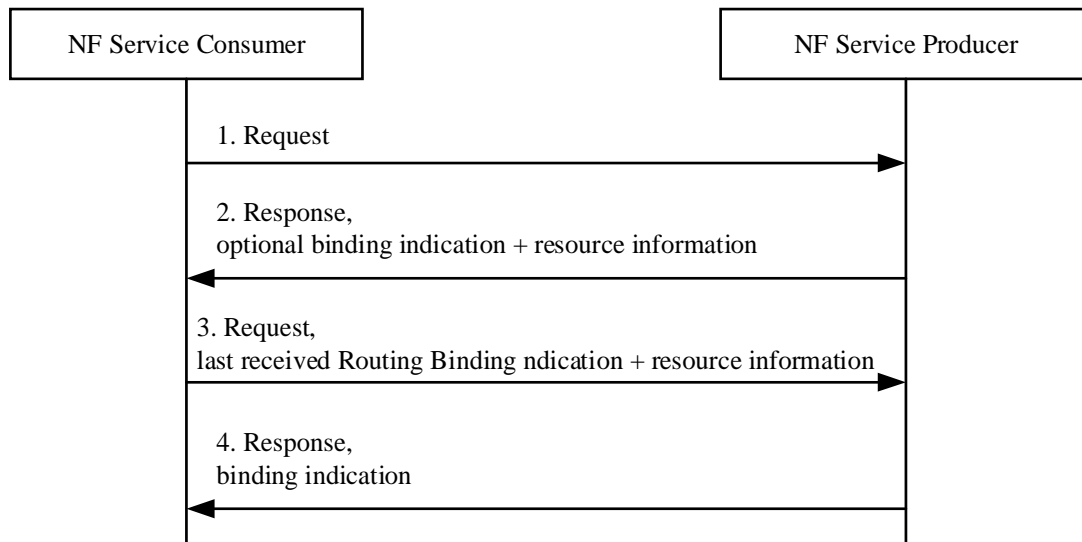 NF Service Consumer
NF Service Producer
1. Request
2. Response,
optional binding indication + resource information
3. Request,
last received Routing Binding ndication + resource information
4. Response,
binding indication